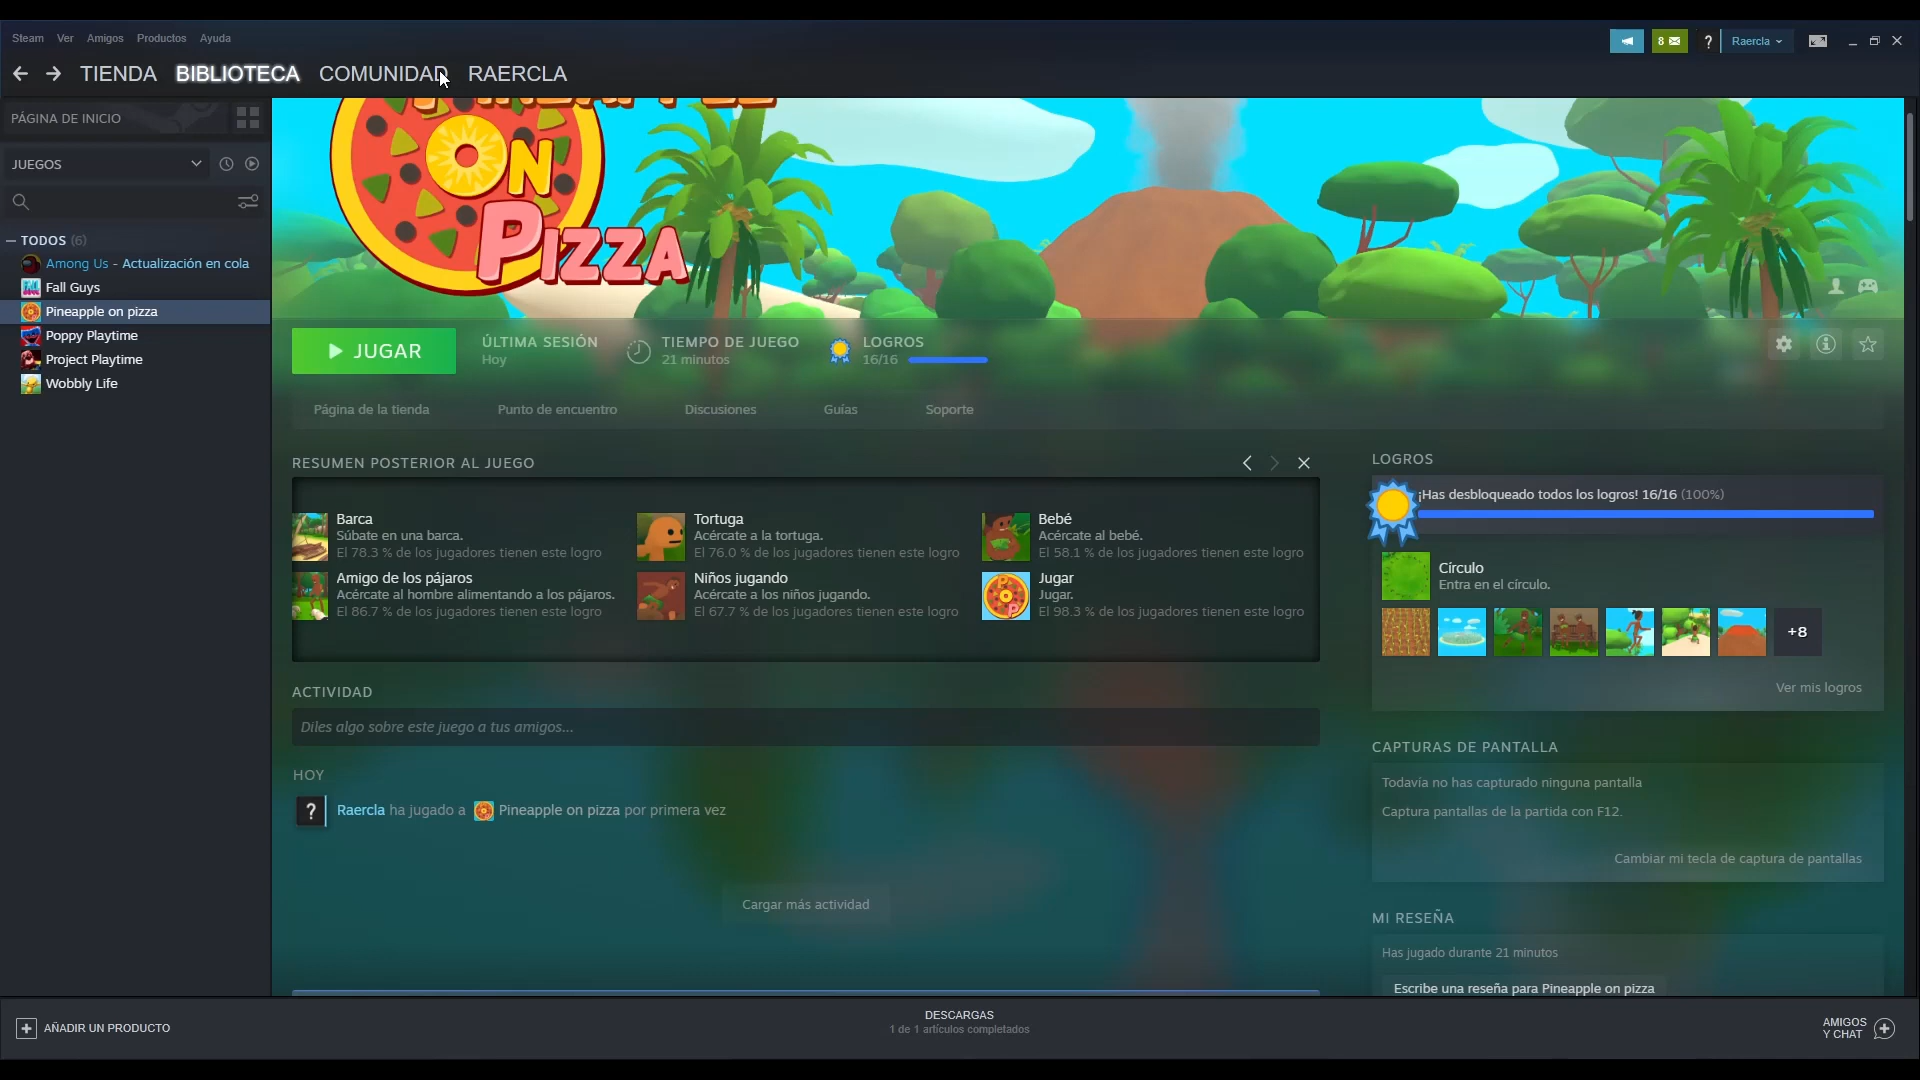 Steam Ver Amigos Productos Ayuda
8 ? Raercla
TIENDA BIBLIOTECA COMUNIDAD RAERCLA
PÁGINA DE INICIO
JUEGOS
TODOS (6)
Among Us - Actualización en cola
Fall Guys
Pineapple on pizza
Poppy Playtime
Project Playtime
Wobbly Life
ON
PIZZA
JUGAR
ÚLTIMA SESIÓN
Hoy
TIEMPO DE JUEGO
21 minutos
LOGROS
16/16
Página de la tienda Punto de encuentro Discusiones Guías Soporte
RESUMEN POSTERIOR AL JUEGO
Barca
Súbate en una barca.
El 78.3 % de los jugadores tienen este logro
Tortuga
Acércate a la tortuga.
El 76.0 % de los jugadores tienen este logro
Bebé
Acércate al bebé.
El 58.1 % de los jugadores tienen este logro
Amigo de los pájaros
Acércate al hombre alimentando a los pájaros.
El 86.7 % de los jugadores tienen este logro
Niños jugando
Acércate a los niños jugando.
El 67.7 % de los jugadores tienen este logro
Jugar
Jugar.
El 98.3 % de los jugadores tienen este logro
ACTIVIDAD
Diles algo sobre este juego a tus amigos...
HOY
? Raercla ha jugado a Pineapple on pizza por primera vez
Cargar más actividad
LOGROS
¡Has desbloqueado todos los logros! 16/16 (100%)
Círculo
Entra en el círculo.
+8
Ver mis logros
CAPTURAS DE PANTALLA
Todavía no has capturado ninguna pantalla
Captura pantallas de la partida con F12.
Cambiar mi tecla de captura de pantallas
MI RESEÑA
Has jugado durante 21 minutos
Escribe una reseña para Pineapple on pizza
AÑADIR UN PRODUCTO
DESCARGAS
1 de 1 artículos completados
AMIGOS
Y CHAT